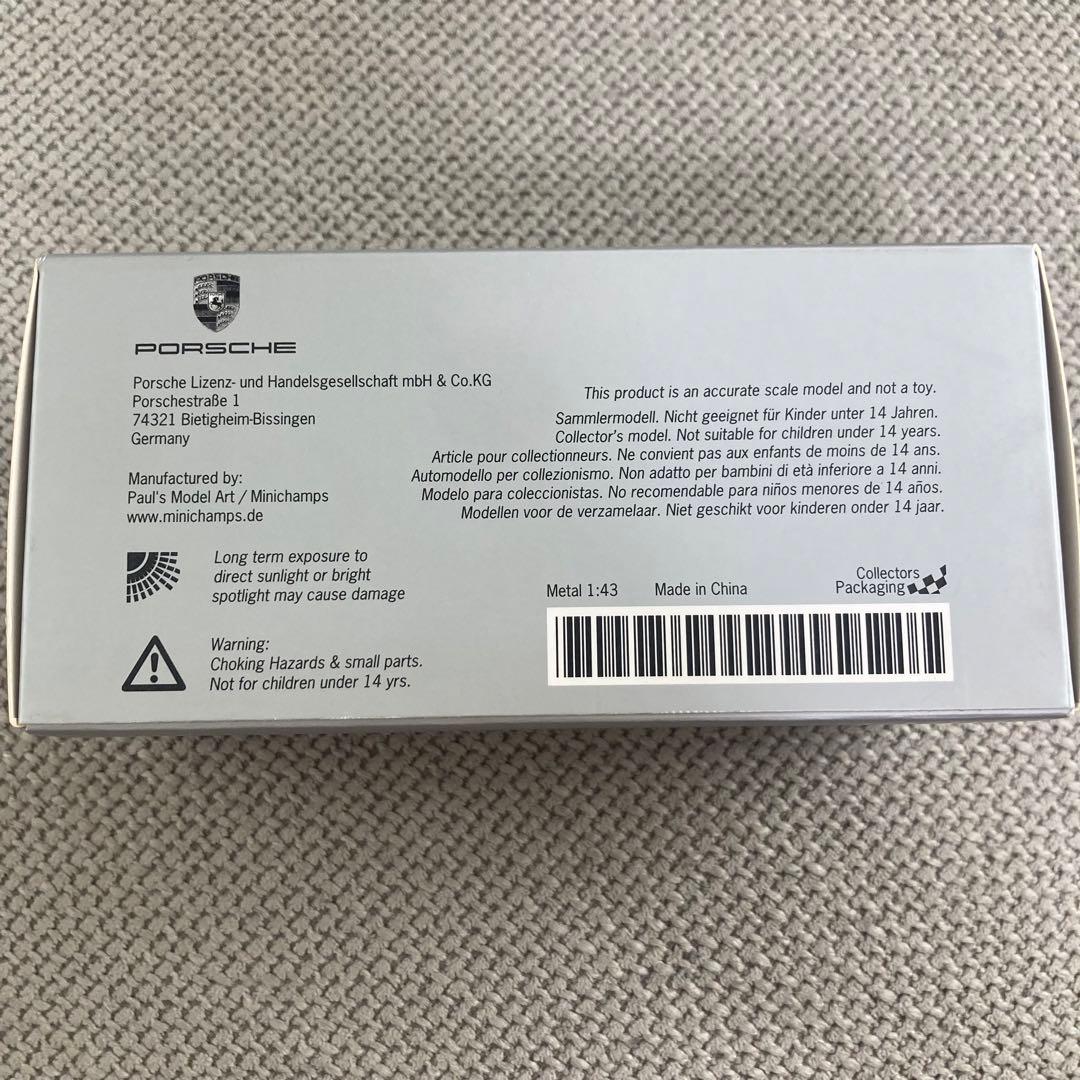 PORSCHE
PORSCHE
Porsche Lizenz- und Handelsgesellschaft mbH & Co.KG
Porschestraße 1
74321 Bietigheim-Bissingen
Germany
Manufactured by:
Paul's Model Art / Minichamps
www.minichamps.de
Long term exposure to
direct sunlight or bright
spotlight may cause damage
Warning:
Choking Hazards & small parts.
Not for children under 14 yrs.
This product is an accurate scale model and not a toy.
Sammlermodell. Nicht geeignet für Kinder unter 14 Jahren.
Collector's model. Not suitable for children under 14 years.
Article pour collectionneurs. Ne convient pas aux enfants de moins de 14 ans.
Automodello per collezionismo. Non adatto per bambini di età inferiore a 14 anni.
Modelo para coleccionistas. No recomendable para niños menores de 14 años.
Modellen voor de verzamelaar. Niet geschikt voor kinderen onder 14 jaar.
Metal 1:43 Made in China
Collectors
Packaging